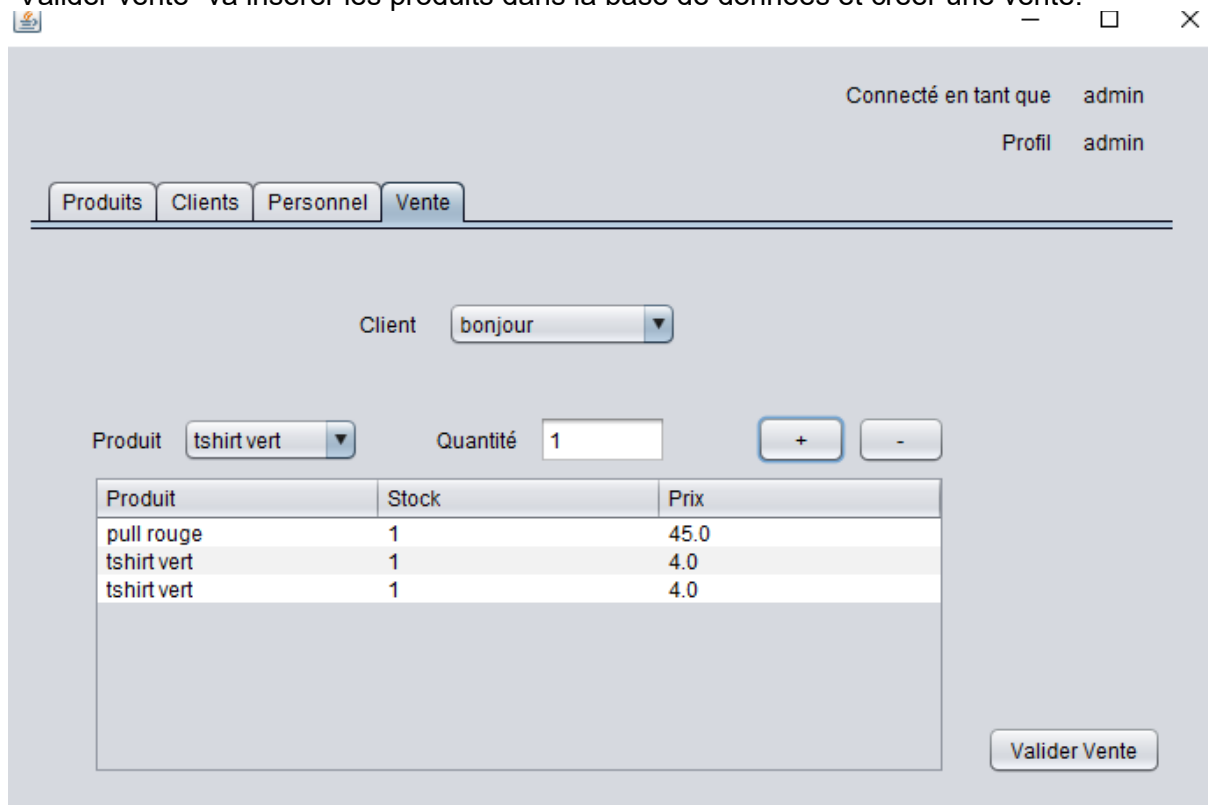 Valider Vente" va insérer les produits dans la base de données et créer une vente.
Connecté en tant que admin
Profil admin
Produits Clients Personnel Vente
Client bonjour
Produit tshirt vert Quantité 1 + -
Produit Stock Prix
pull rouge 1 45.0
tshirt vert 1 4.0
tshirt vert 1 4.0
Valider Vente